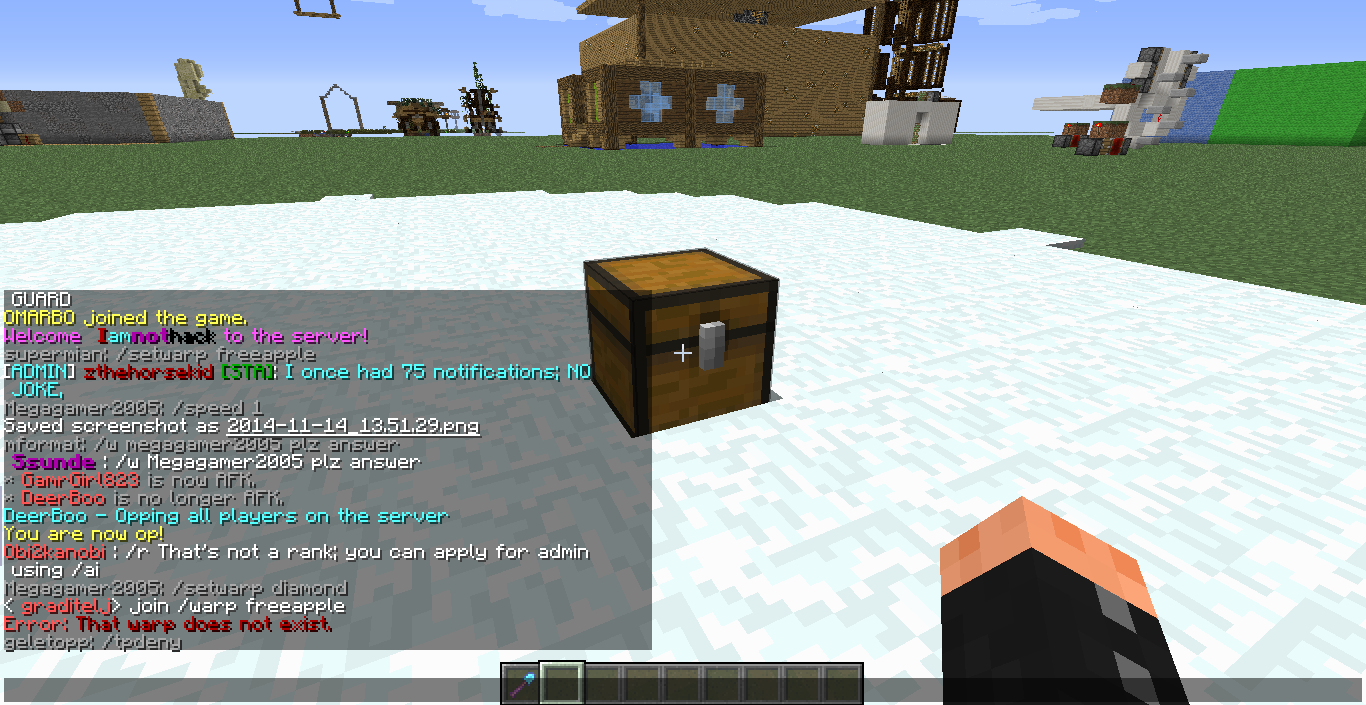 GUARD
OMARBO joined the game.
Welcome Iamnothack to the server!
supermian: /setwarp freeapple
[ADMIN] zthehorsekid [STA]: I once had 75 notifications; NO
JOKE,
Megagamer2005: /speed 1
Saved screenshot as 2014-11-14_13.51.29.png
mformat: /w megagamer2005 plz answer
Ssunde : /w Megagamer2005 plz answer
* GamrGirl823 is now AFK.
* DeerBoo is no longer AFK.
DeerBoo - Opping all players on the server
You are now op!
Obi2kanobi : /r That's not a rank; you can apply for admin
using /ai
Megagamer2005: /setwarp diamond
< graditelj> join /warp freeapple
Error: That warp does not exist.
geletopp: /tpdeny